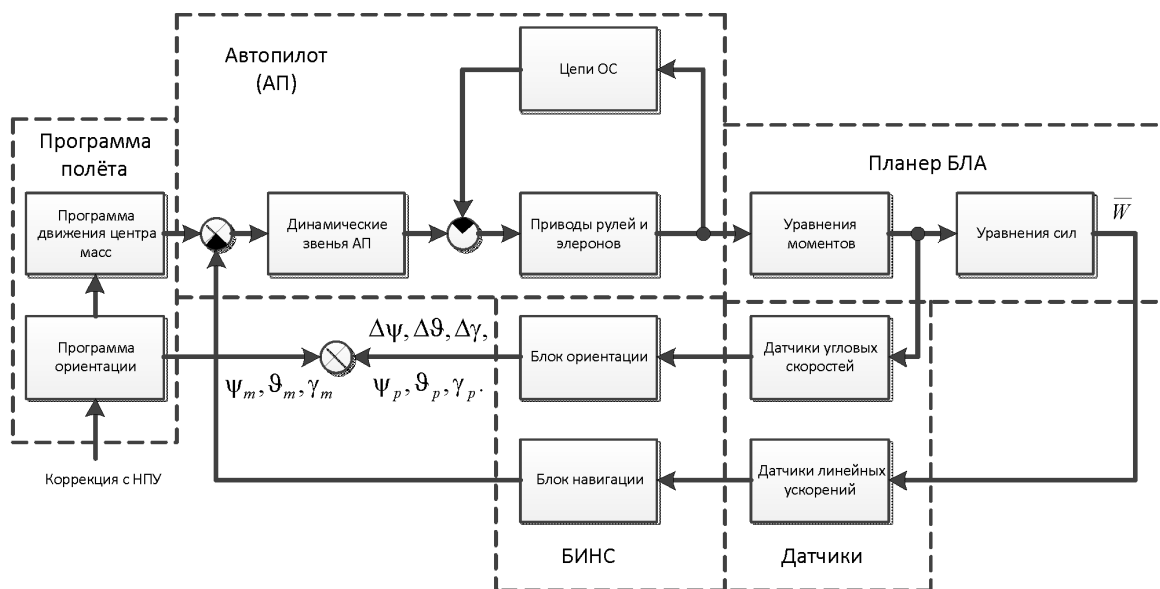 Автопилот
(АП)
Цепи ОС
Программа
полёта
Планер БЛА
Программа
движения центра
масс
Динамические
звенья АП
Приводы рулей и
элеронов
Уравнения
моментов
Уравнения сил
W̅
Программа
ориентации
Δψ, Δϑ, Δγ,
ψm, ϑm, γm
ψp, ϑp, γp.
Блок ориентации
Датчики угловых
скоростей
Коррекция с НПУ
Блок навигации
Датчики линейных
ускорений
БИНС
Датчики